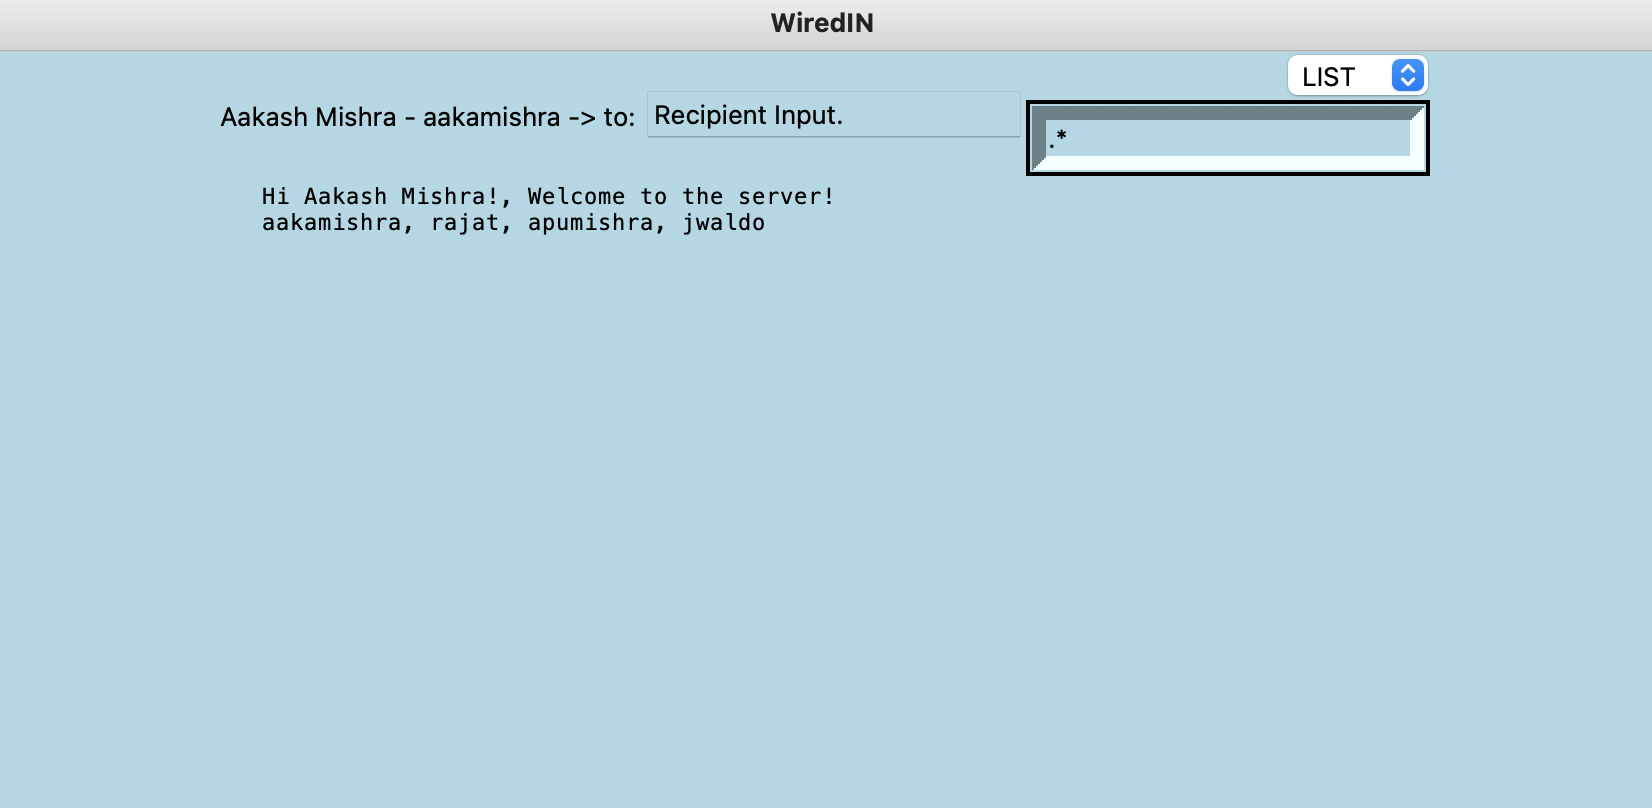 WiredIN
LIST
Aakash Mishra - aakamishra -> to: Recipient Input.
.*
Hi Aakash Mishra!, Welcome to the server!
aakamishra, rajat, apumishra, jwaldo